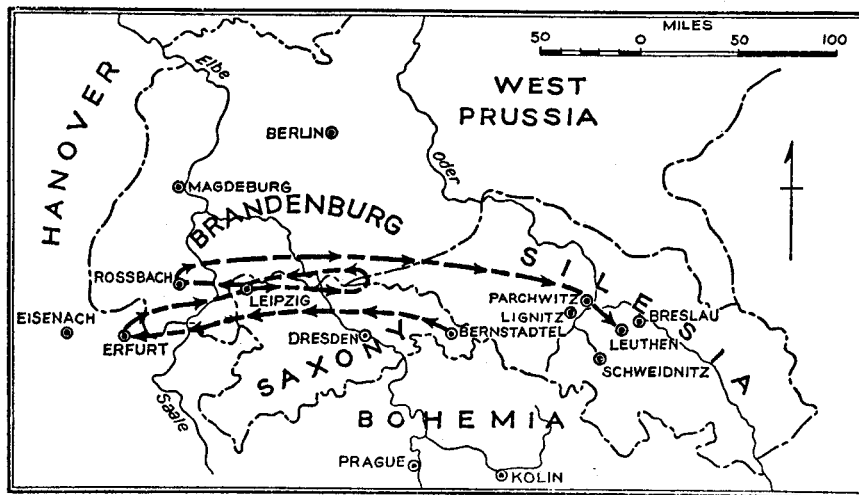 MILES
50 0 50 100
HANOVER
Elbe
WEST
PRUSSIA
BERLIN
Oder
MAGDEBURG
BRANDENBURG
SILESIA
ROSSBACH
LEIPZIG
PARCHWITZ
LIGNITZ
BRESLAU
EISENACH
ERFURT
DRESDEN
BERNSTADTEL
LEUTHEN
SAXONY
SCHWEIDNITZ
Saale
BOHEMIA
PRAGUE
KOLIN